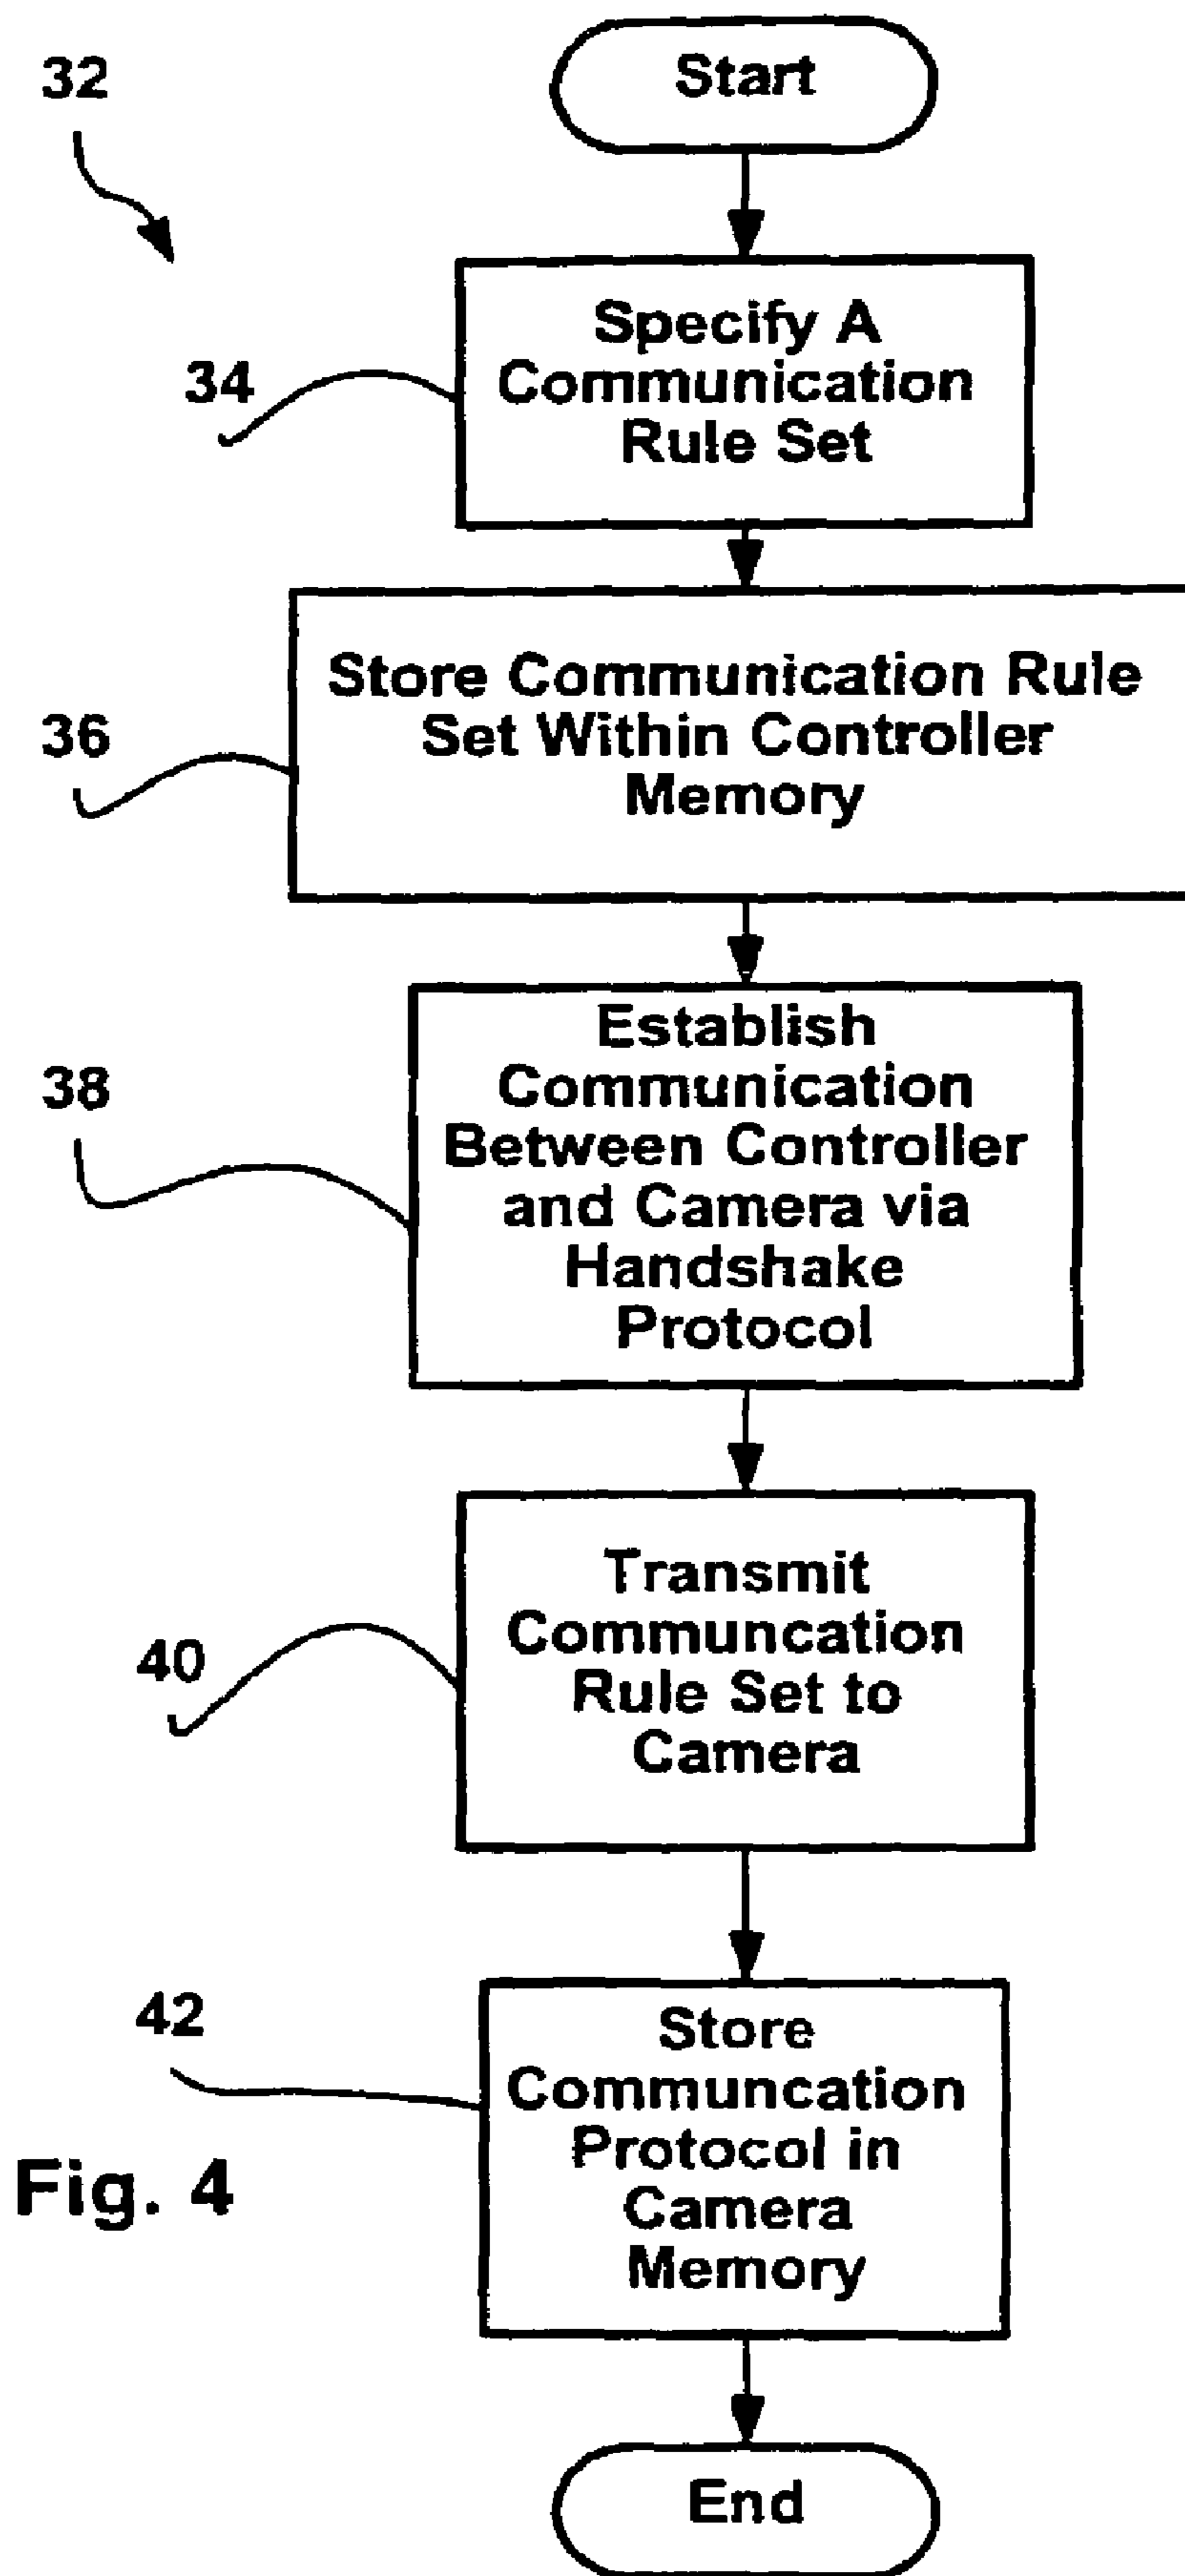 32
Start
34
Specify A
Communication
Rule Set
36
Store Communication Rule
Set Within Controller
Memory
38
Establish
Communication
Between Controller
and Camera via
Handshake
Protocol
40
Transmit
Communcation
Rule Set to
Camera
42
Store
Communcation
Protocol in
Camera
Memory
Fig. 4
End